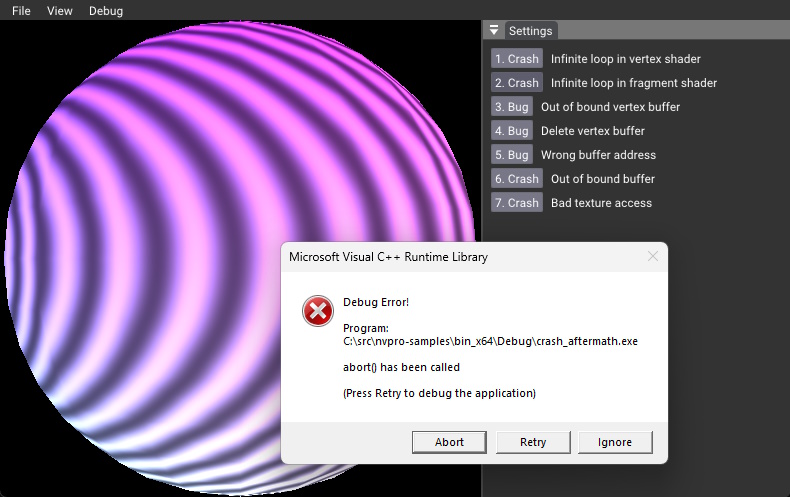 File View Debug
Settings
1. Crash Infinite loop in vertex shader
2. Crash Infinite loop in fragment shader
3. Bug Out of bound vertex buffer
4. Bug Delete vertex buffer
5. Bug Wrong buffer address
6. Crash Out of bound buffer
7. Crash Bad texture access
Microsoft Visual C++ Runtime Library
Debug Error!
Program:
C:\src\nvpro-samples\bin_x64\Debug\crash_aftermath.exe
abort() has been called
(Press Retry to debug the application)
Abort Retry Ignore